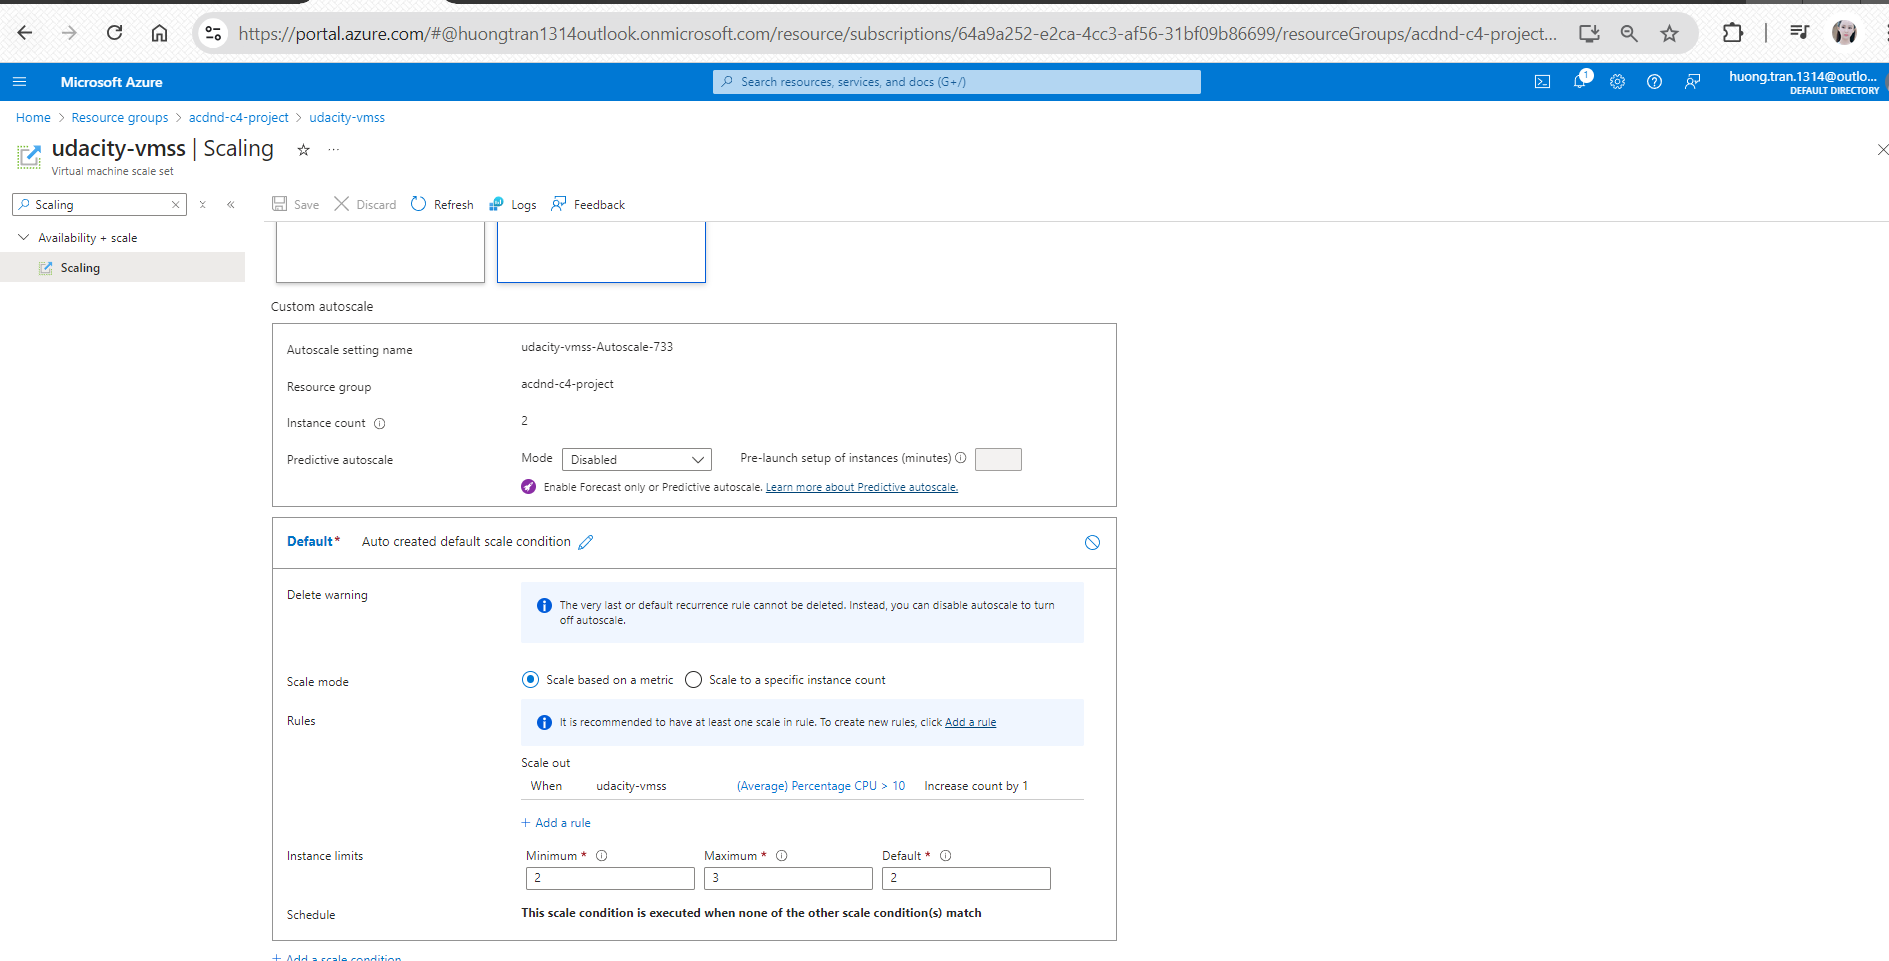 https://portal.azure.com/#@huongtran1314outlook.onmicrosoft.com/resource/subscriptions/64a9a252-e2ca-4cc3-af56-31bf09b86699/resourceGroups/acdnd-c4-project...
Microsoft Azure
Search resources, services, and docs (G+/)
1
huong.tran.1314@outlo...
DEFAULT DIRECTORY
Home > Resource groups > acdnd-c4-project > udacity-vmss
udacity-vmss | Scaling
Virtual machine scale set
Scaling
Save Discard Refresh Logs Feedback
Availability + scale
Scaling
Custom autoscale
Autoscale setting name udacity-vmss-Autoscale-733
Resource group acdnd-c4-project
Instance count 2
Predictive autoscale Mode Disabled Pre-launch setup of instances (minutes)
Enable Forecast only or Predictive autoscale. Learn more about Predictive autoscale.
Default* Auto created default scale condition
Delete warning
The very last or default recurrence rule cannot be deleted. Instead, you can disable autoscale to turn
off autoscale.
Scale mode Scale based on a metric Scale to a specific instance count
Rules It is recommended to have at least one scale in rule. To create new rules, click Add a rule
Scale out
When udacity-vmss (Average) Percentage CPU > 10 Increase count by 1
+ Add a rule
Instance limits Minimum * Maximum * Default *
2 3 2
Schedule This scale condition is executed when none of the other scale condition(s) match
+ Add a scale condition